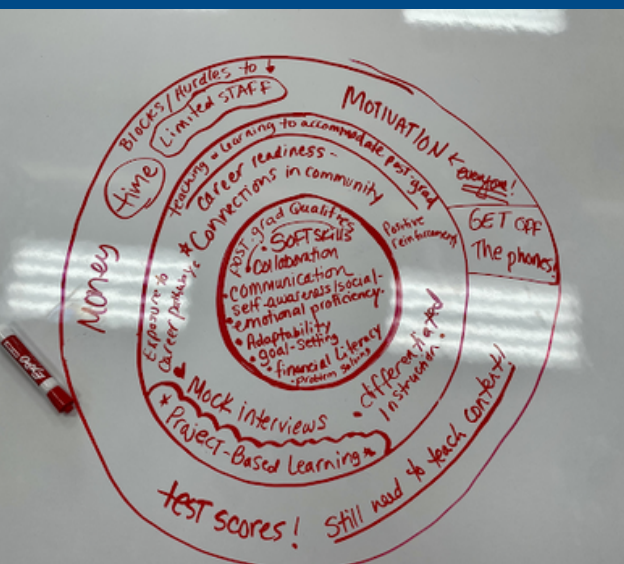 Blocks/Hurdles to
Limited STAFF
time
Money
MOTIVATION ← everyone!
GET OFF
The phones!
Still need to teach content!
test scores!
teaching + learning to accommodate post-grad
career readiness -
* Connections in community
Positive
reinforcement
Exposure to
career pathways
• Mock interviews
* Project-Based Learning *
• differentiated
Instruction!
post grad Qualities
• SOFT SKILLS
• Collaboration
• communication
• self-awareness/social-
emotional proficiency.
• Adaptability
• goal-setting
• financial Literacy
• Problem Solving
EXPO